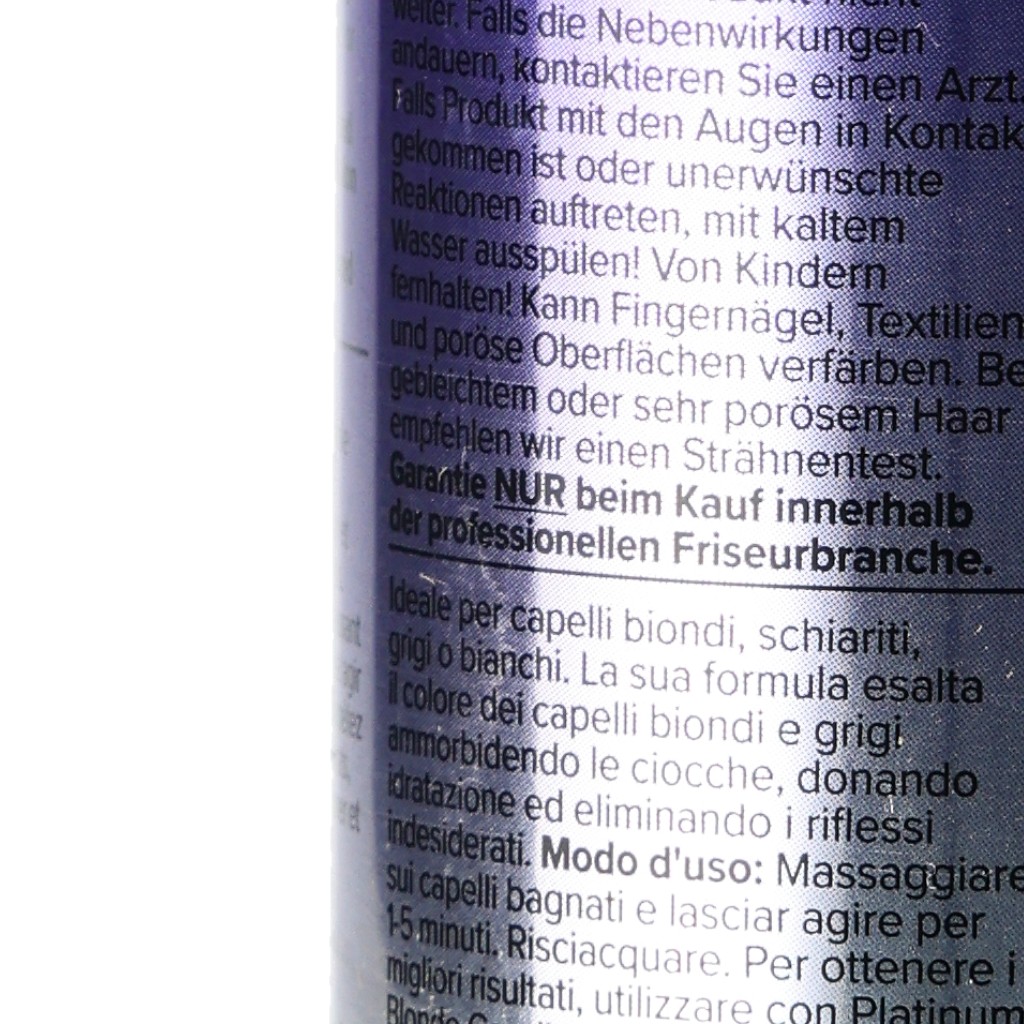 weiter. Falls die Nebenwirkungen
andauern, kontaktieren Sie einen Arzt.
Falls Produkt mit den Augen in Kontak
gekommen ist oder unerwünschte
Reaktionen auftreten, mit kaltem
Wasser ausspülen! Von Kindern
fernhalten! Kann Fingernägel, Textilien
und poröse Oberflächen verfärben. Be
gebleichtem oder sehr porösem Haar
empfehlen wir einen Strähnentest.
Garantie NUR beim Kauf innerhalb
der professionellen Friseurbranche.
Ideale per capelli biondi, schiariti,
grigi o bianchi. La sua formula esalta
il colore dei capelli biondi e grigi
ammorbidendo le ciocche, donando
idratazione ed eliminando i riflessi
indesiderati. Modo d'uso: Massaggiare
sui capelli bagnati e lasciar agire per
1-5 minuti. Risciacquare. Per ottenere i
migliori risultati, utilizzare con Platinum
Blonde